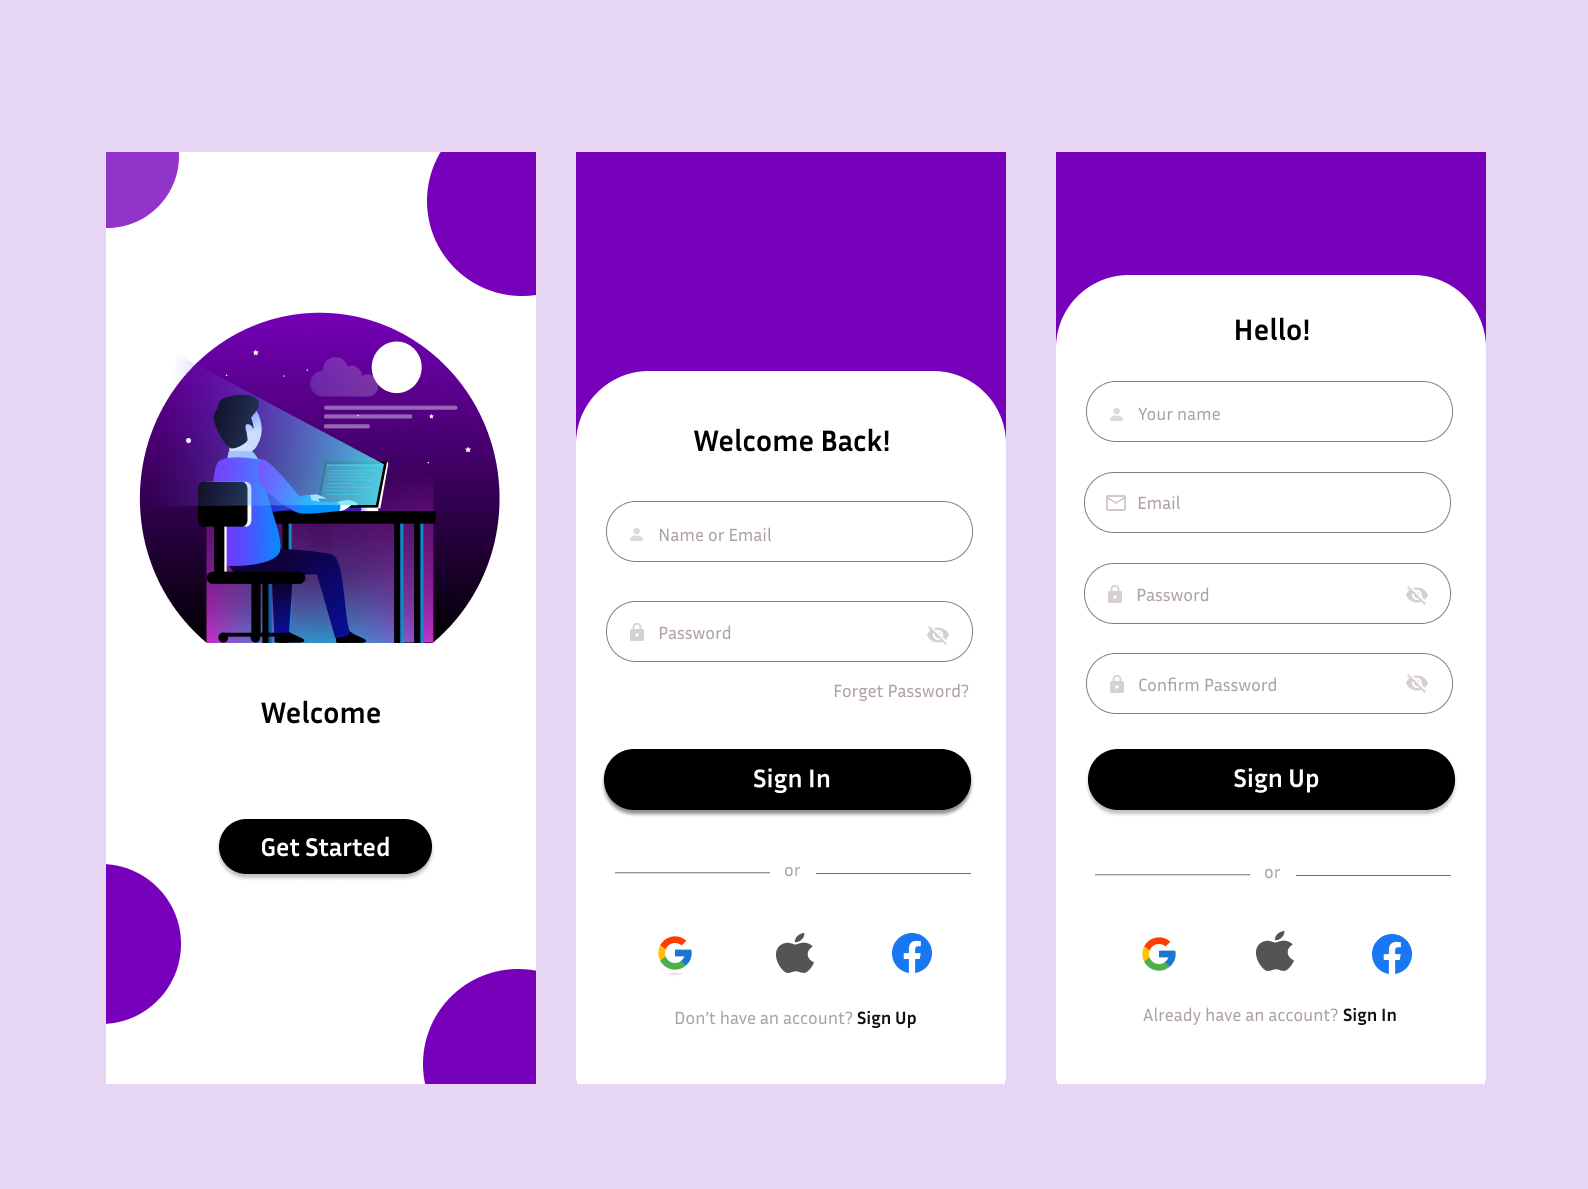 Welcome
Get Started
Welcome Back!
Name or Email
Password
Forget Password?
Sign In
or
Don't have an account? Sign Up
Hello!
Your name
Email
Password
Confirm Password
Sign Up
or
Already have an account? Sign In